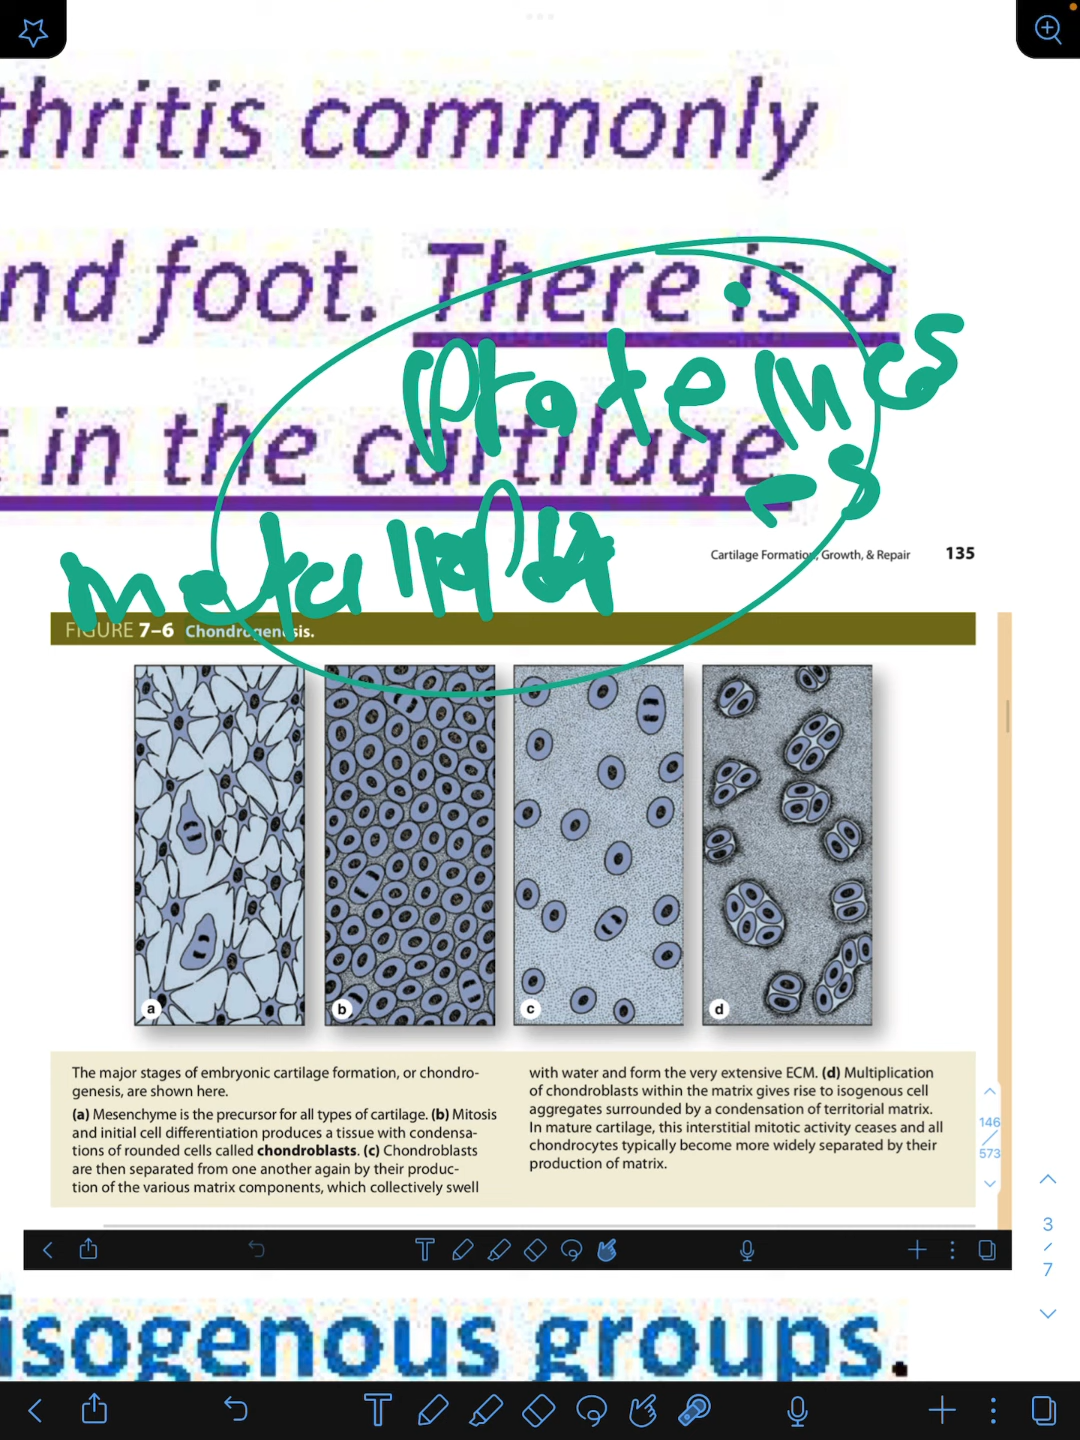 thritis commonly
nd foot. There is a
in the cartilage
Cartilage Formation, Growth, & Repair 135
FIGURE 7–6 Chondrogenesis.
a
b
c
d
The major stages of embryonic cartilage formation, or chondro-
genesis, are shown here.
(a) Mesenchyme is the precursor for all types of cartilage. (b) Mitosis
and initial cell differentiation produces a tissue with condensa-
tions of rounded cells called chondroblasts. (c) Chondroblasts
are then separated from one another again by their produc-
tion of the various matrix components, which collectively swell
with water and form the very extensive ECM. (d) Multiplication
of chondroblasts within the matrix gives rise to isogenous cell
aggregates surrounded by a condensation of territorial matrix.
In mature cartilage, this interstitial mitotic activity ceases and all
chondrocytes typically become more widely separated by their
production of matrix.
146
573
3
7
isogenous groups.